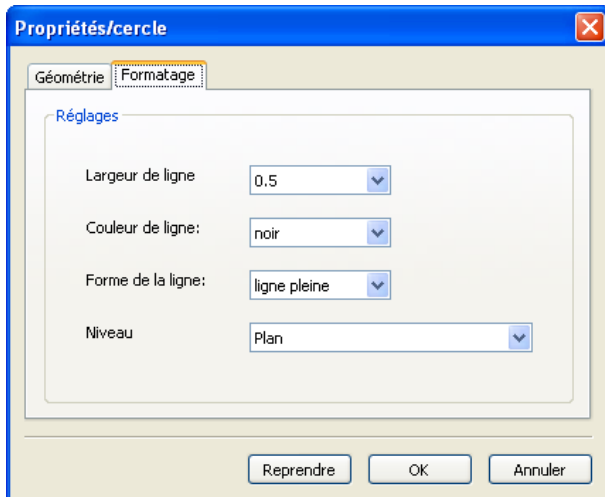 Propriétés/cercle
Géométrie Formatage
Réglages
Largeur de ligne 0.5
Couleur de ligne: noir
Forme de la ligne: ligne pleine
Niveau Plan
Reprendre OK Annuler